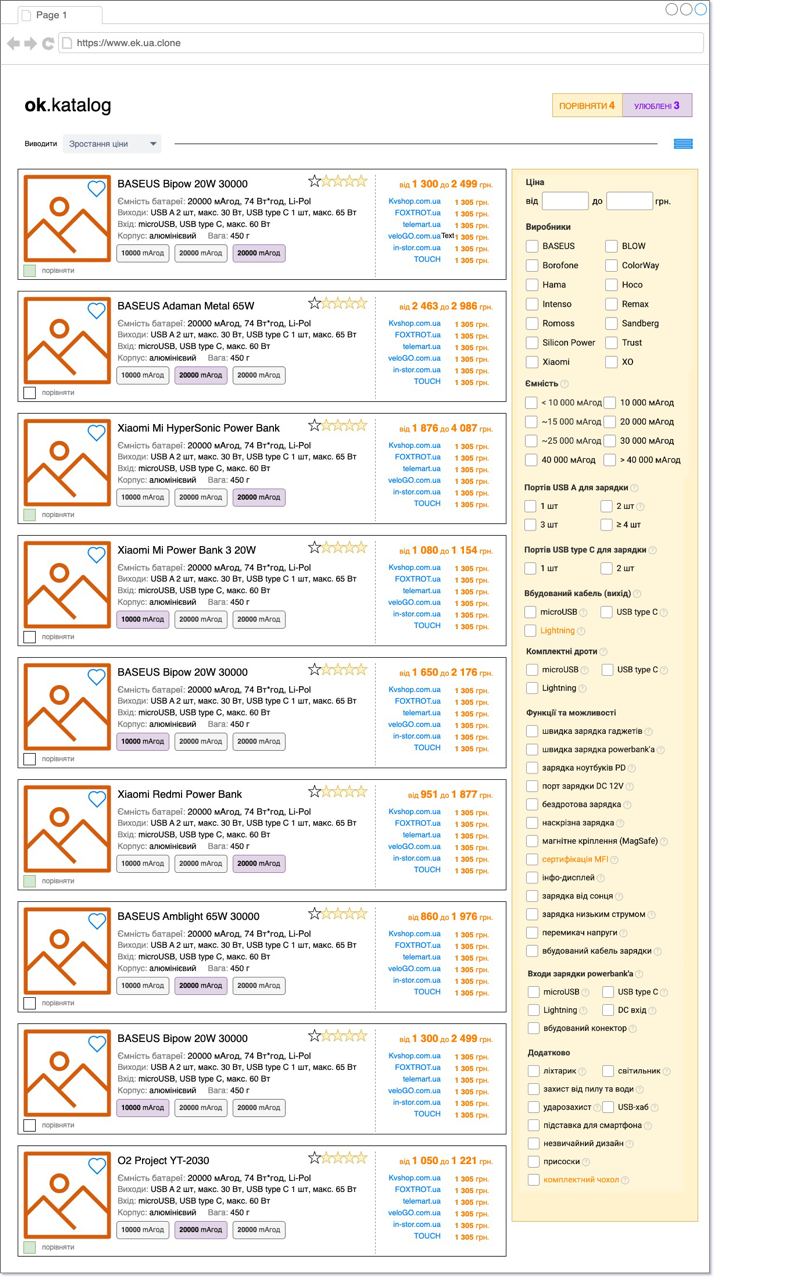 Page 1
https://www.ek.ua.clone
ok.katalog
ПОРІВНЯТИ 4
УЛЮБЛЕНІ 3
Виводити
Зростання ціни
BASEUS Bipow 20W 30000
Ємність батареї: 20000 мАгод, 74 Вт*год, Li-Pol
Виходи: USB A 2 шт, макс. 30 Вт, USB type C 1 шт, макс. 65 Вт
Вхід: microUSB, USB type C, макс. 60 Вт
Корпус: алюмінієвий Вага: 450 г
10000 мАгод 20000 мАгод 20000 мАгод
порівняти
від 1 300 до 2 499 грн.
Kvshop.com.ua 1 305 грн.
FOXTROT.ua 1 305 грн.
telemart.ua 1 305 грн.
veloGO.com.ua Text 1 305 грн.
in-stor.com.ua 1 305 грн.
TOUCH 1 305 грн.
BASEUS Adaman Metal 65W
Ємність батареї: 20000 мАгод, 74 Вт*год, Li-Pol
Виходи: USB A 2 шт, макс. 30 Вт, USB type C 1 шт, макс. 65 Вт
Вхід: microUSB, USB type C, макс. 60 Вт
Корпус: алюмінієвий Вага: 450 г
10000 мАгод 20000 мАгод 20000 мАгод
порівняти
від 2 463 до 2 986 грн.
Kvshop.com.ua 1 305 грн.
FOXTROT.ua 1 305 грн.
telemart.ua 1 305 грн.
veloGO.com.ua 1 305 грн.
in-stor.com.ua 1 305 грн.
TOUCH 1 305 грн.
Xiaomi Mi HyperSonic Power Bank
Ємність батареї: 20000 мАгод, 74 Вт*год, Li-Pol
Виходи: USB A 2 шт, макс. 30 Вт, USB type C 1 шт, макс. 65 Вт
Вхід: microUSB, USB type C, макс. 60 Вт
Корпус: алюмінієвий Вага: 450 г
10000 мАгод 20000 мАгод 20000 мАгод
порівняти
від 1 876 до 4 087 грн.
Kvshop.com.ua 1 305 грн.
FOXTROT.ua 1 305 грн.
telemart.ua 1 305 грн.
veloGO.com.ua 1 305 грн.
in-stor.com.ua 1 305 грн.
TOUCH 1 305 грн.
Xiaomi Mi Power Bank 3 20W
Ємність батареї: 20000 мАгод, 74 Вт*год, Li-Pol
Виходи: USB A 2 шт, макс. 30 Вт, USB type C 1 шт, макс. 65 Вт
Вхід: microUSB, USB type C, макс. 60 Вт
Корпус: алюмінієвий Вага: 450 г
10000 мАгод 20000 мАгод 20000 мАгод
порівняти
від 1 080 до 1 154 грн.
Kvshop.com.ua 1 305 грн.
FOXTROT.ua 1 305 грн.
telemart.ua 1 305 грн.
veloGO.com.ua 1 305 грн.
in-stor.com.ua 1 305 грн.
TOUCH 1 305 грн.
BASEUS Bipow 20W 30000
Ємність батареї: 20000 мАгод, 74 Вт*год, Li-Pol
Виходи: USB A 2 шт, макс. 30 Вт, USB type C 1 шт, макс. 65 Вт
Вхід: microUSB, USB type C, макс. 60 Вт
Корпус: алюмінієвий Вага: 450 г
10000 мАгод 20000 мАгод 20000 мАгод
порівняти
від 1 650 до 2 176 грн.
Kvshop.com.ua 1 305 грн.
FOXTROT.ua 1 305 грн.
telemart.ua 1 305 грн.
veloGO.com.ua 1 305 грн.
in-stor.com.ua 1 305 грн.
TOUCH 1 305 грн.
Xiaomi Redmi Power Bank
Ємність батареї: 20000 мАгод, 74 Вт*год, Li-Pol
Виходи: USB A 2 шт, макс. 30 Вт, USB type C 1 шт, макс. 65 Вт
Вхід: microUSB, USB type C, макс. 60 Вт
Корпус: алюмінієвий Вага: 450 г
10000 мАгод 20000 мАгод 20000 мАгод
порівняти
від 951 до 1 877 грн.
Kvshop.com.ua 1 305 грн.
FOXTROT.ua 1 305 грн.
telemart.ua 1 305 грн.
veloGO.com.ua 1 305 грн.
in-stor.com.ua 1 305 грн.
TOUCH 1 305 грн.
BASEUS Amblight 65W 30000
Ємність батареї: 20000 мАгод, 74 Вт*год, Li-Pol
Виходи: USB A 2 шт, макс. 30 Вт, USB type C 1 шт, макс. 65 Вт
Вхід: microUSB, USB type C, макс. 60 Вт
Корпус: алюмінієвий Вага: 450 г
10000 мАгод 20000 мАгод 20000 мАгод
порівняти
від 860 до 1 976 грн.
Kvshop.com.ua 1 305 грн.
FOXTROT.ua 1 305 грн.
telemart.ua 1 305 грн.
veloGO.com.ua 1 305 грн.
in-stor.com.ua 1 305 грн.
TOUCH 1 305 грн.
BASEUS Bipow 20W 30000
Ємність батареї: 20000 мАгод, 74 Вт*год, Li-Pol
Виходи: USB A 2 шт, макс. 30 Вт, USB type C 1 шт, макс. 65 Вт
Вхід: microUSB, USB type C, макс. 60 Вт
Корпус: алюмінієвий Вага: 450 г
10000 мАгод 20000 мАгод 20000 мАгод
порівняти
від 1 300 до 2 499 грн.
Kvshop.com.ua 1 305 грн.
FOXTROT.ua 1 305 грн.
telemart.ua 1 305 грн.
veloGO.com.ua 1 305 грн.
in-stor.com.ua 1 305 грн.
TOUCH 1 305 грн.
O2 Project YT-2030
Ємність батареї: 20000 мАгод, 74 Вт*год, Li-Pol
Виходи: USB A 2 шт, макс. 30 Вт, USB type C 1 шт, макс. 65 Вт
Вхід: microUSB, USB type C, макс. 60 Вт
Корпус: алюмінієвий Вага: 450 г
10000 мАгод 20000 мАгод 20000 мАгод
порівняти
від 1 050 до 1 221 грн.
Kvshop.com.ua 1 305 грн.
FOXTROT.ua 1 305 грн.
telemart.ua 1 305 грн.
veloGO.com.ua 1 305 грн.
in-stor.com.ua 1 305 грн.
TOUCH 1 305 грн.
Ціна
від до грн.
Виробники
BASEUS BLOW
Borofone ColorWay
Hama Hoco
Intenso Remax
Romoss Sandberg
Silicon Power Trust
Xiaomi XO
Ємність ?
< 10 000 мАгод 10 000 мАгод
~15 000 мАгод 20 000 мАгод
~25 000 мАгод 30 000 мАгод
40 000 мАгод > 40 000 мАгод
Портів USB A для зарядки ?
1 шт 2 шт ?
3 шт ≥ 4 шт
Портів USB type C для зарядки ?
1 шт 2 шт
Вбудований кабель (вихід) ?
microUSB ? USB type C ?
Lightning ?
Комплектні дроти ?
microUSB ? USB type C ?
Lightning ?
Функції та можливості
швидка зарядка гаджетів ?
швидка зарядка powerbank'а ?
зарядка ноутбуків PD ?
порт зарядки DC 12V ?
бездротова зарядка ?
наскрізна зарядка ?
магнітне кріплення (MagSafe) ?
сертифікація MFI ?
інфо-дисплей ?
зарядка від сонця ?
зарядка низьким струмом ?
перемикач напруги ?
вбудований кабель зарядки ?
Входи зарядки powerbank'а ?
microUSB ? USB type C ?
Lightning ? DC вхід ?
вбудований конектор ?
Додатково
ліхтарик ? світильник ?
захист від пилу та води ?
ударозахист ? USB-хаб ?
підставка для смартфона ?
незвичайний дизайн ?
присоски ?
комплектний чохол ?